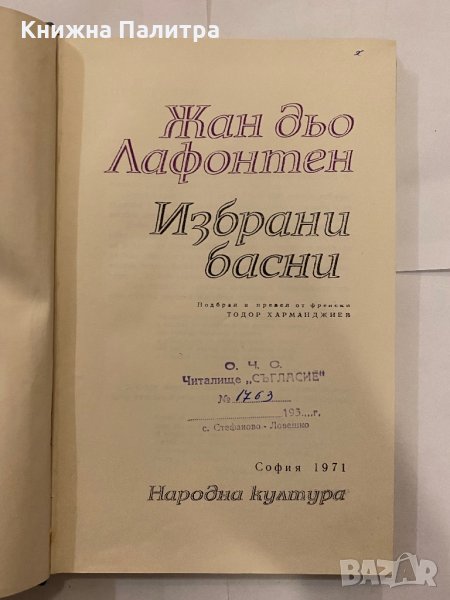 Книжна Палитра
Жан дьо
Лафонтен
Избрани
басни
Подбрал и превел от френски
ТОДОР ХАРМАНДЖИЕВ
О. Ч. О.
Читалище „СЪГЛАСИЕ"
№ 1763
195....г.
с. Стефаново - Ловешко
София 1971
Народна култура
BAZAR